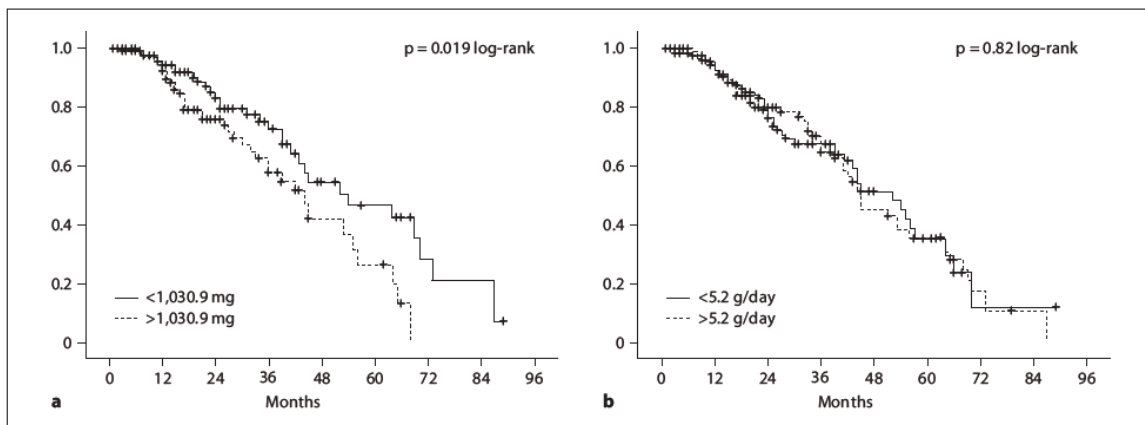 p = 0.019 log-rank
1.0
0.8
0.6
0.4
0.2
0
<1,030.9 mg
>1,030.9 mg
0 12 24 36 48 60 72 84 96
Months
a
p = 0.82 log-rank
1.0
0.8
0.6
0.4
0.2
0
<5.2 g/day
>5.2 g/day
0 12 24 36 48 60 72 84 96
Months
b